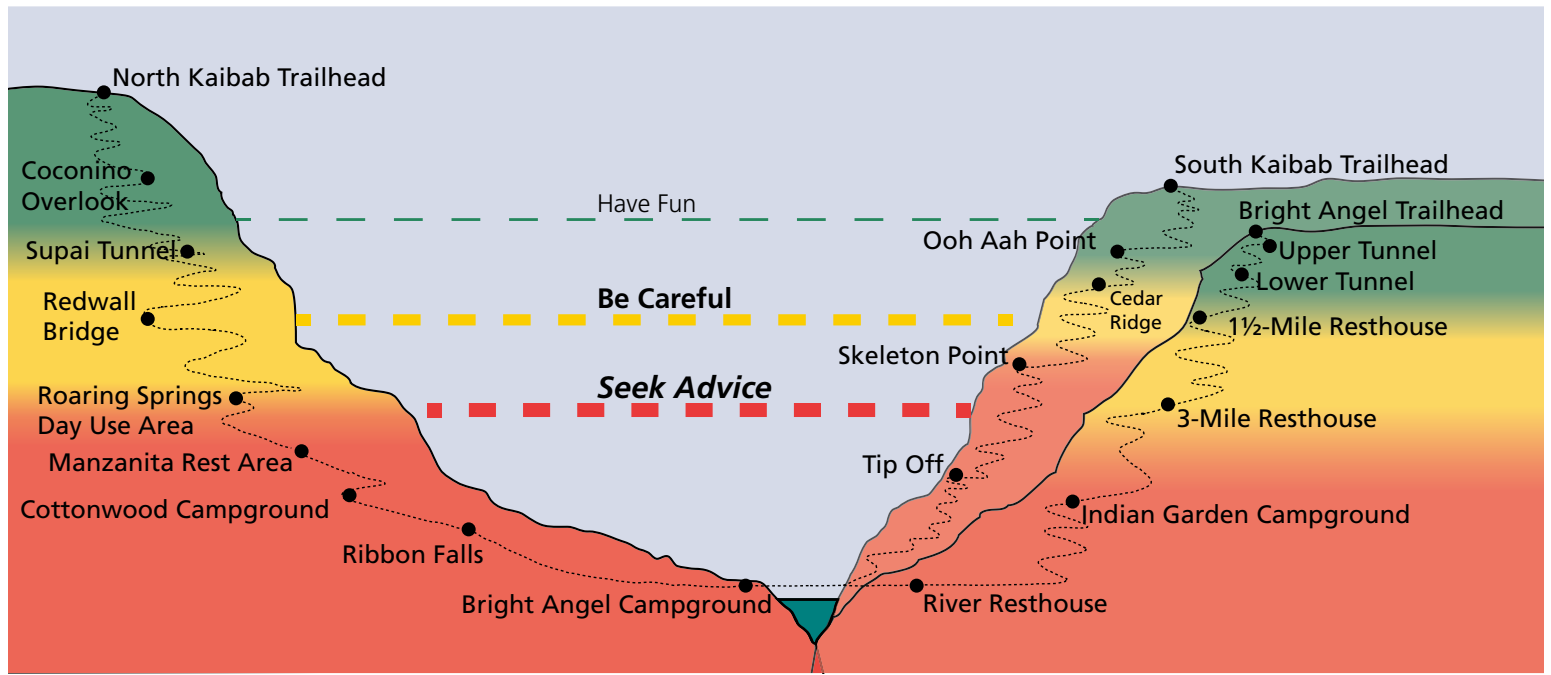 North Kaibab Trailhead
Coconino
Overlook
Supai Tunnel
Redwall
Bridge
Roaring Springs
Day Use Area
Manzanita Rest Area
Cottonwood Campground
Ribbon Falls
Bright Angel Campground
Have Fun
Be Careful
Seek Advice
South Kaibab Trailhead
Ooh Aah Point
Cedar
Ridge
Skeleton Point
Tip Off
Bright Angel Trailhead
Upper Tunnel
Lower Tunnel
1½-Mile Resthouse
3-Mile Resthouse
Indian Garden Campground
River Resthouse